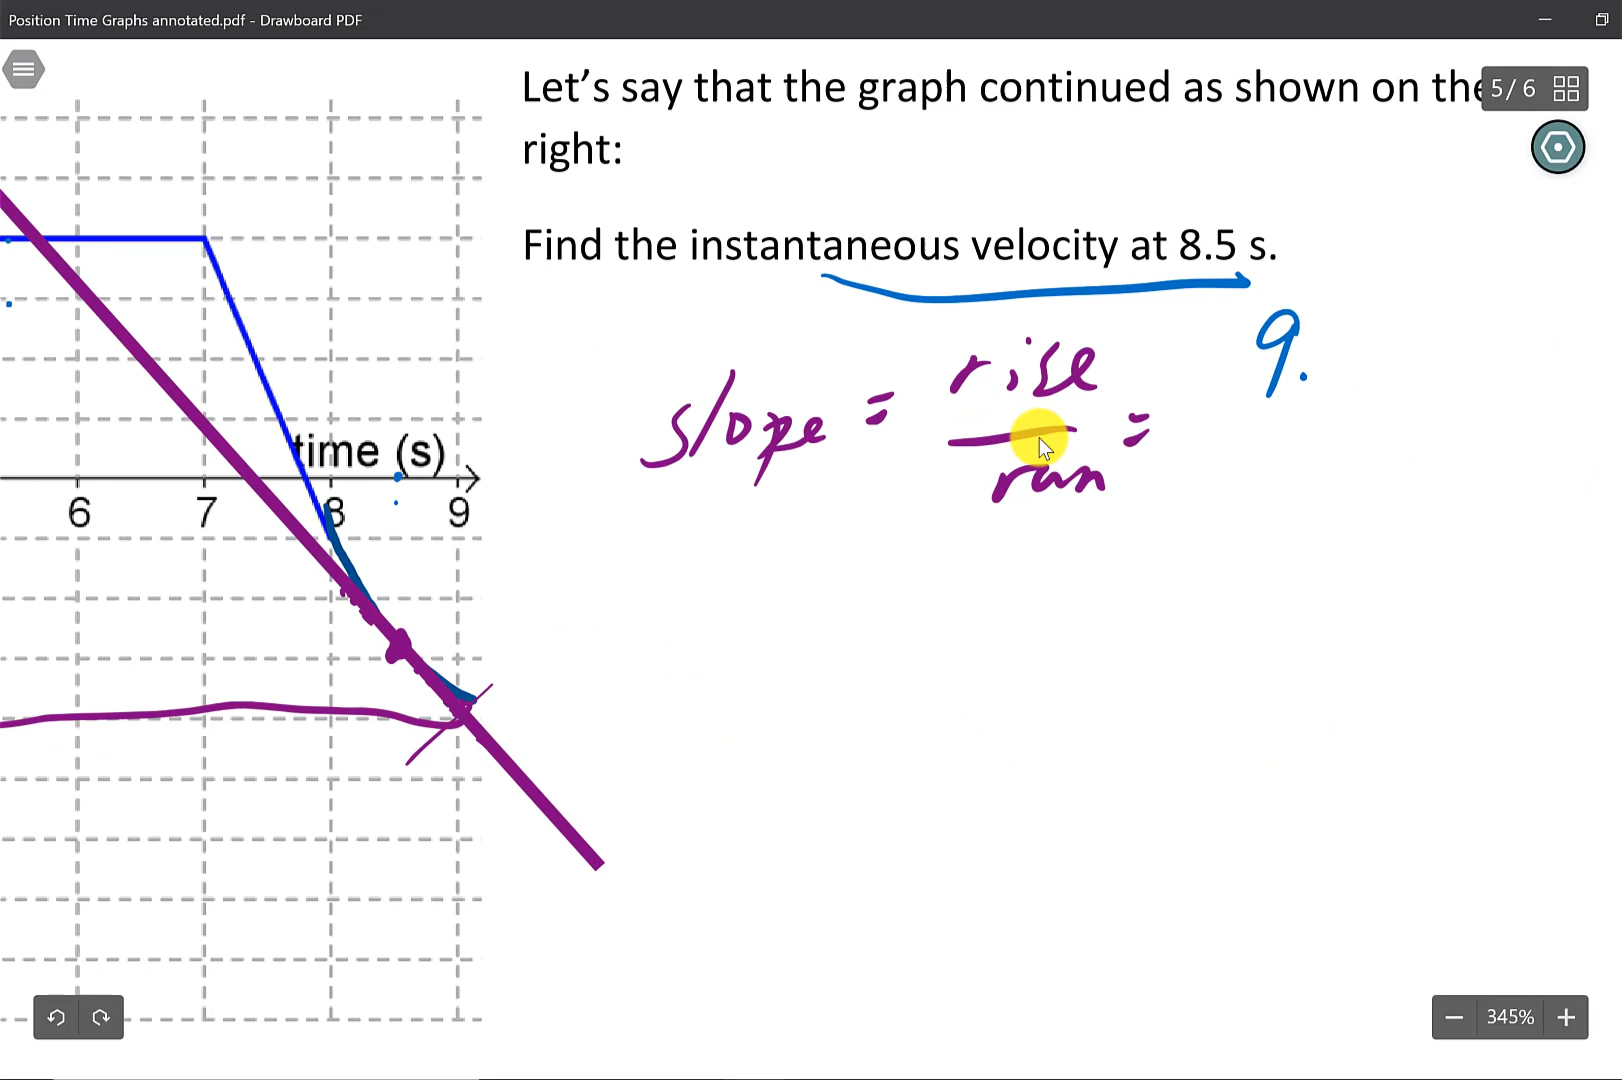 Position Time Graphs annotated.pdf - Drawboard PDF
Let's say that the graph continued as shown on the
right:
5 / 6
Find the instantaneous velocity at 8.5 s.
9.
slope = rise =
run
time (s)
6 7 8 9
345%